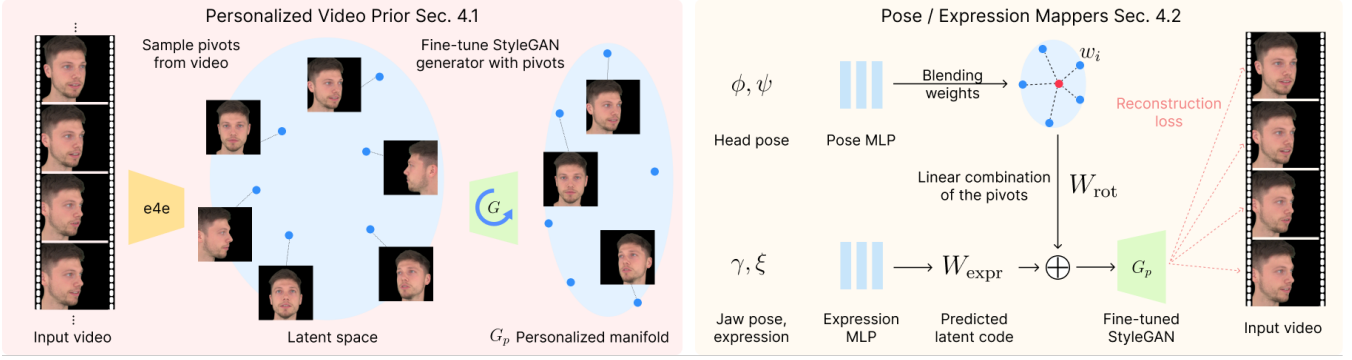 Personalized Video Prior Sec. 4.1
Sample pivots
from video
Fine-tune StyleGAN
generator with pivots
e4e
G
Input video
Latent space
G_p Personalized manifold
Pose / Expression Mappers Sec. 4.2
ϕ, ψ
Head pose
Pose MLP
Blending
weights
w_i
Linear combination
of the pivots
W_rot
Reconstruction
loss
γ, ξ
W_expr
⊕
G_p
Jaw pose,
expression
Expression
MLP
Predicted
latent code
Fine-tuned
StyleGAN
Input video